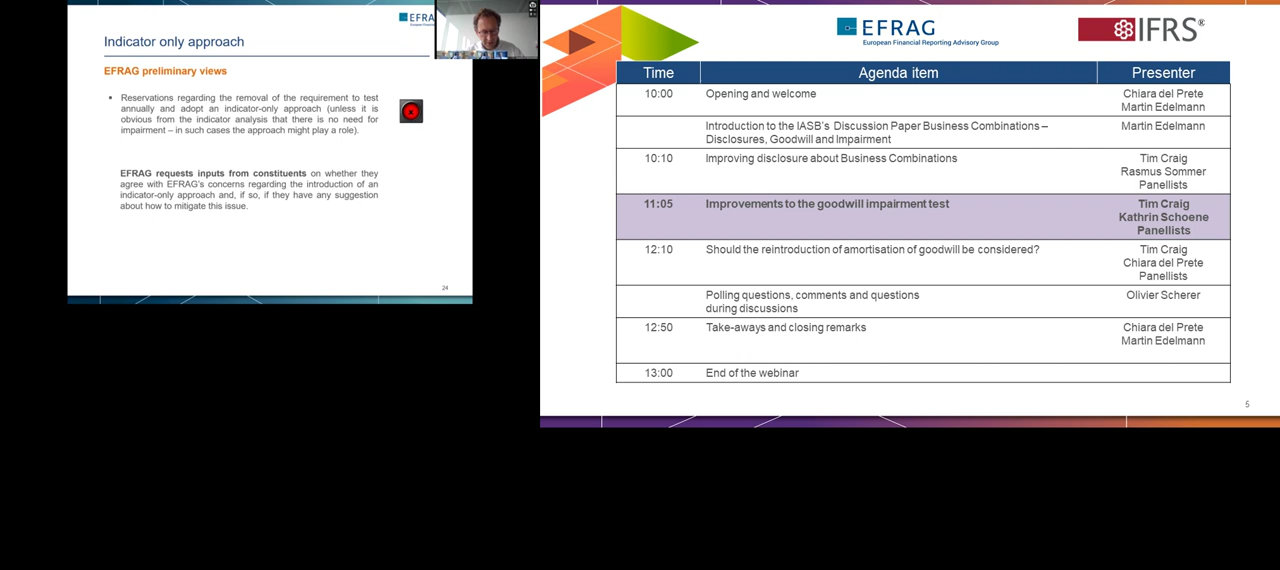 EFRAG
Indicator only approach
EFRAG preliminary views
• Reservations regarding the removal of the requirement to test
annually and adopt an indicator-only approach (unless it is
obvious from the indicator analysis that there is no need for
impairment – in such cases the approach might play a role).
EFRAG requests inputs from constituents on whether they
agree with EFRAG's concerns regarding the introduction of an
indicator-only approach and, if so, if they have any suggestion
about how to mitigate this issue.
24
EFRAG
European Financial Reporting Advisory Group
IFRS®
Time Agenda item Presenter
10:00 Opening and welcome Chiara del Prete
Martin Edelmann
Introduction to the IASB's Discussion Paper Business Combinations – Martin Edelmann
Disclosures, Goodwill and Impairment
10:10 Improving disclosure about Business Combinations Tim Craig
Rasmus Sommer
Panellists
11:05 Improvements to the goodwill impairment test Tim Craig
Kathrin Schoene
Panellists
12:10 Should the reintroduction of amortisation of goodwill be considered? Tim Craig
Chiara del Prete
Panellists
Polling questions, comments and questions Olivier Scherer
during discussions
12:50 Take-aways and closing remarks Chiara del Prete
Martin Edelmann
13:00 End of the webinar
5